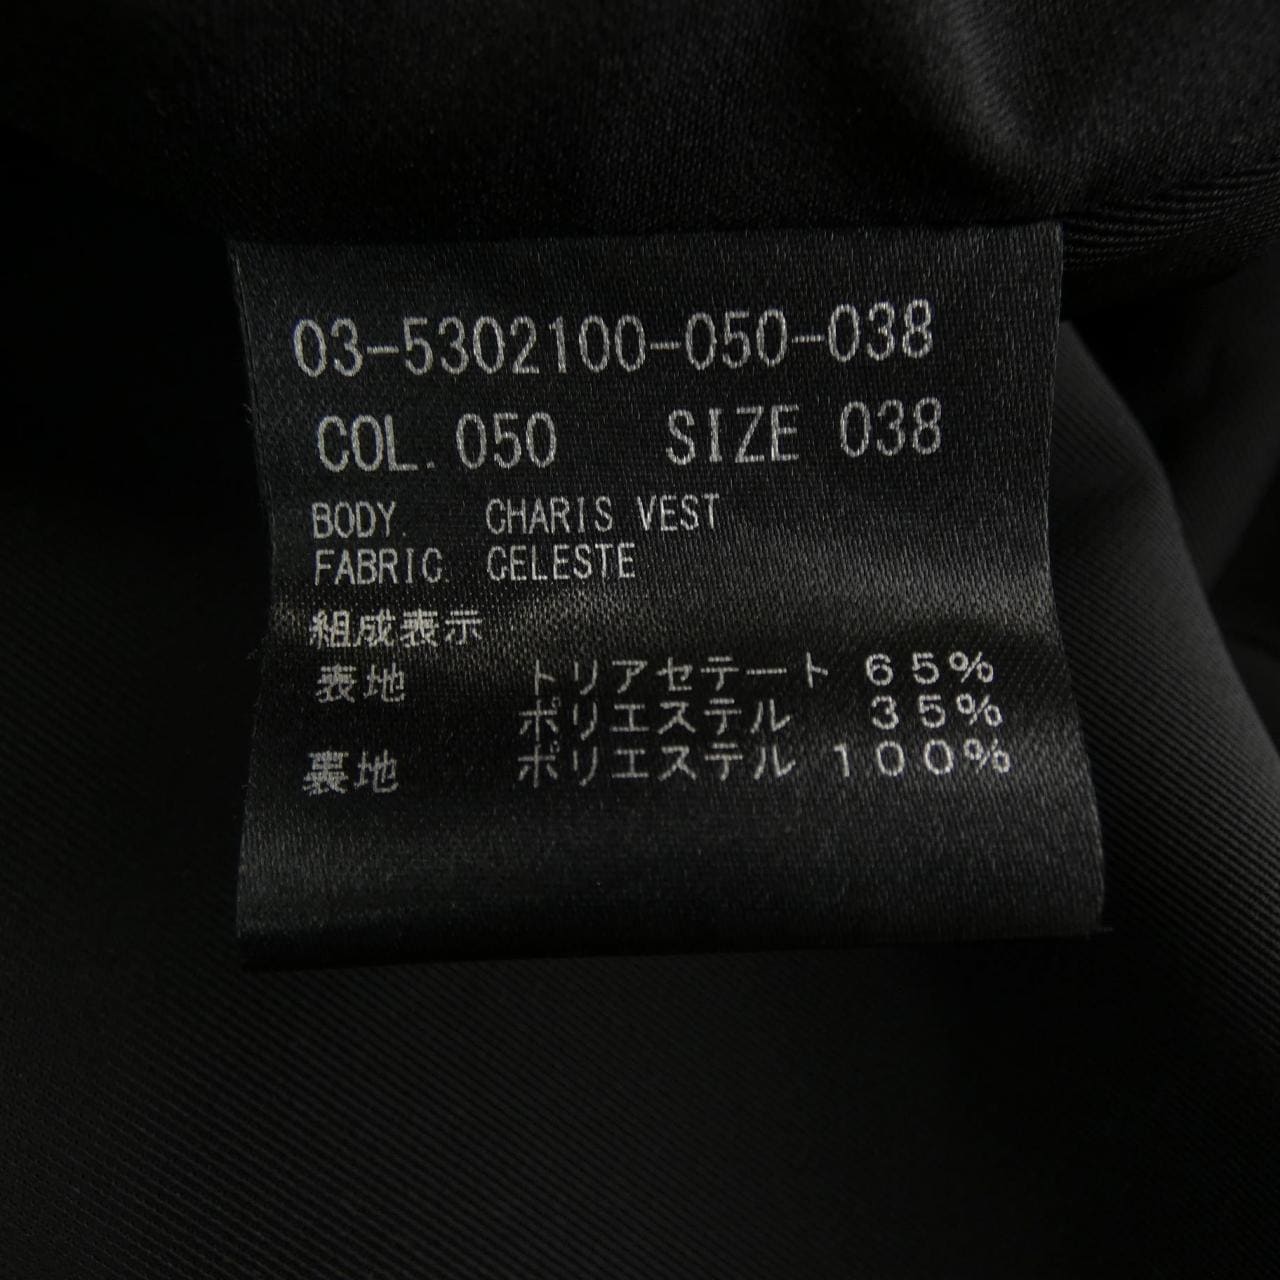 03-5302100-050-038
COL. 050 SIZE 038
BODY. CHARIS VEST
FABRIC. CELESTE
組成表示
表地 トリアセテート 65%
ポリエステル 35%
裏地 ポリエステル 100%